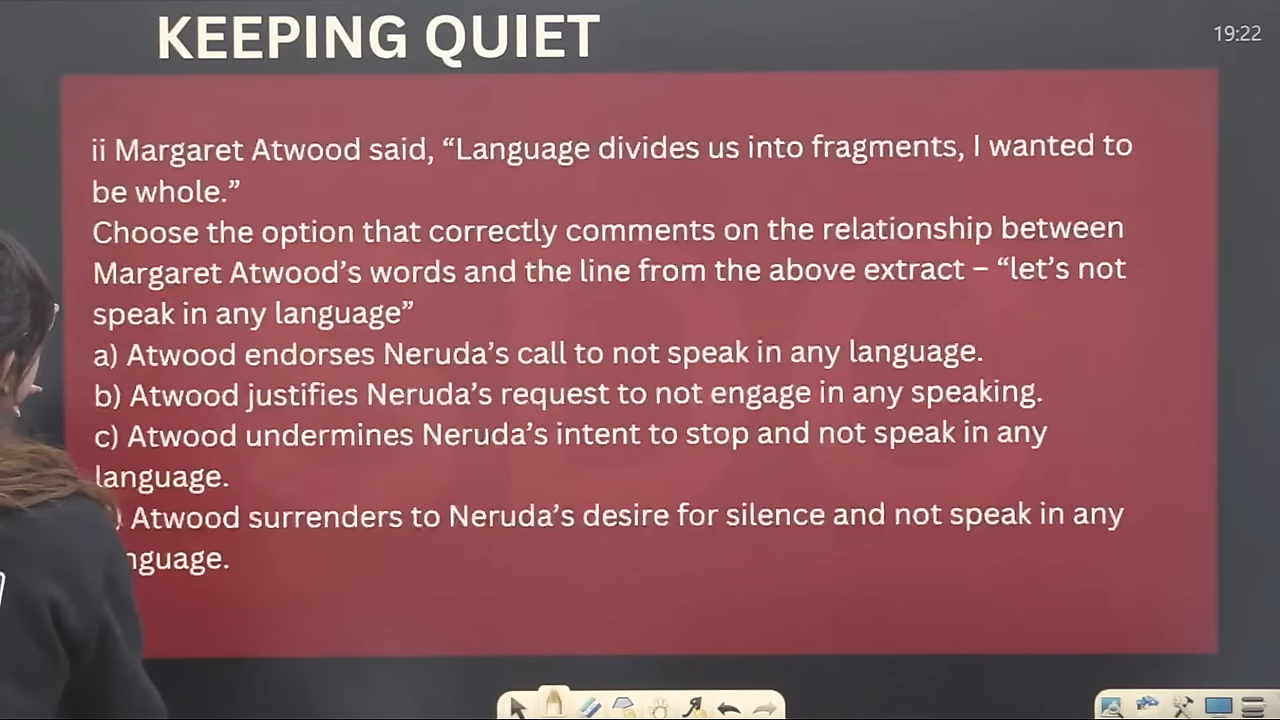 KEEPING QUIET
19:22
ii Margaret Atwood said, “Language divides us into fragments, I wanted to
be whole.”
Choose the option that correctly comments on the relationship between
Margaret Atwood’s words and the line from the above extract – “let’s not
speak in any language”
a) Atwood endorses Neruda’s call to not speak in any language.
b) Atwood justifies Neruda’s request to not engage in any speaking.
c) Atwood undermines Neruda’s intent to stop and not speak in any
language.
) Atwood surrenders to Neruda’s desire for silence and not speak in any
nguage.